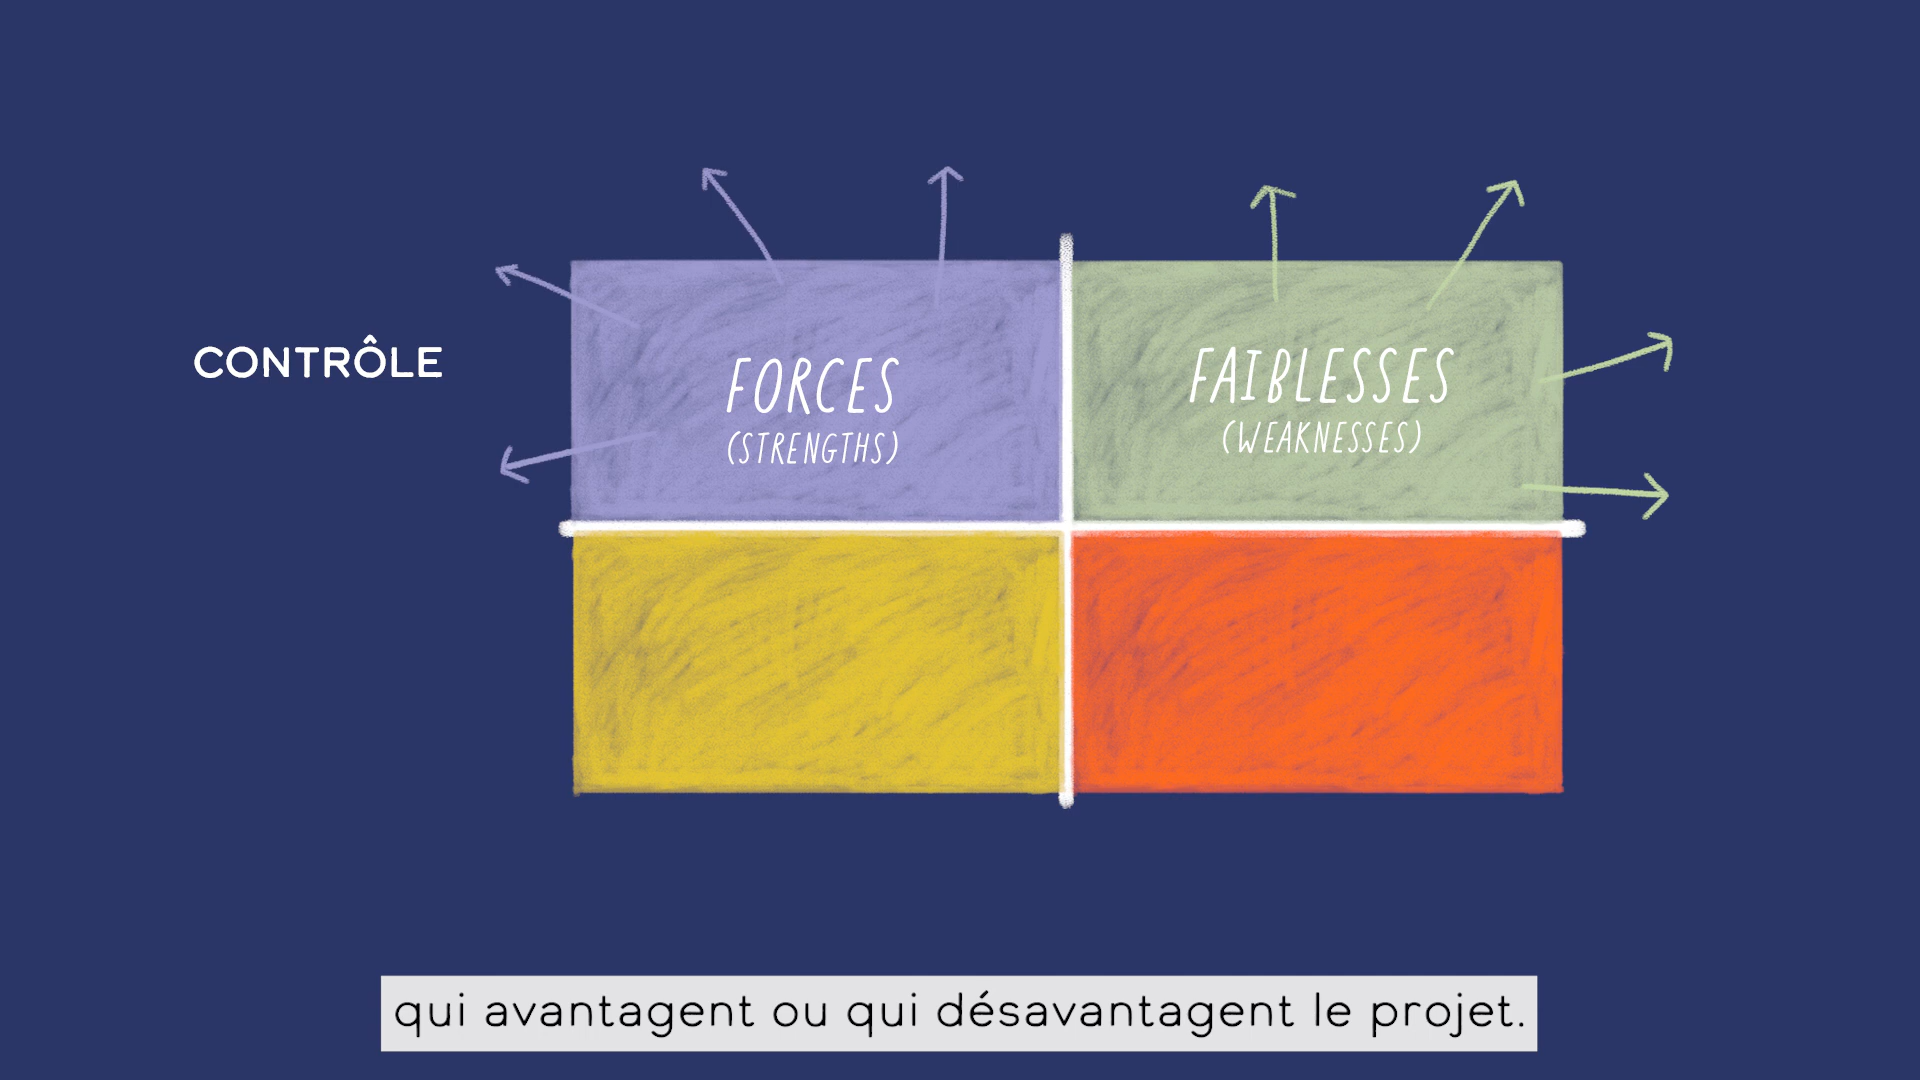 CONTRÔLE
FORCES
(STRENGTHS)
FAIBLESSES
(WEAKNESSES)
qui avantagent ou qui désavantagent le projet.